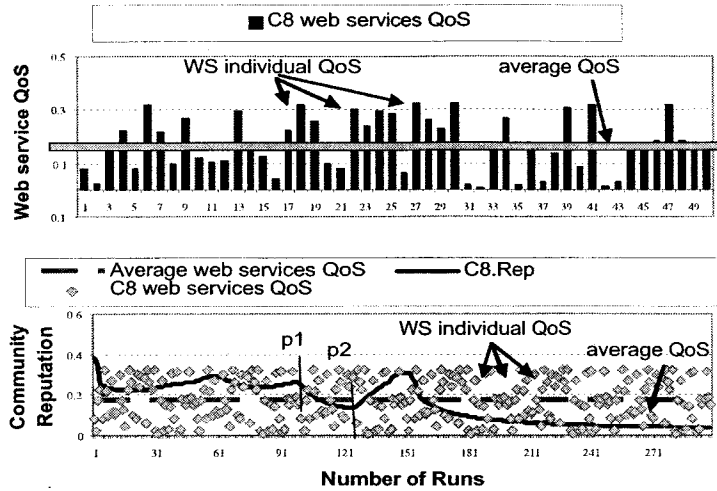 C8 web services QoS
WS individual QoS
average QoS
Web service QoS
0.5
0.3
0.1
0.1
1 3 5 7 9 11 13 15 17 19 21 23 25 27 29 31 33 35 37 39 41 43 45 47 49
Average web services QoS
C8.Rep
C8 web services QoS
Community Reputation
0 6
0.4
0.2
0
p1
p2
WS individual QoS
average QoS
1 31 61 91 121 151 181 211 241 271
Number of Runs